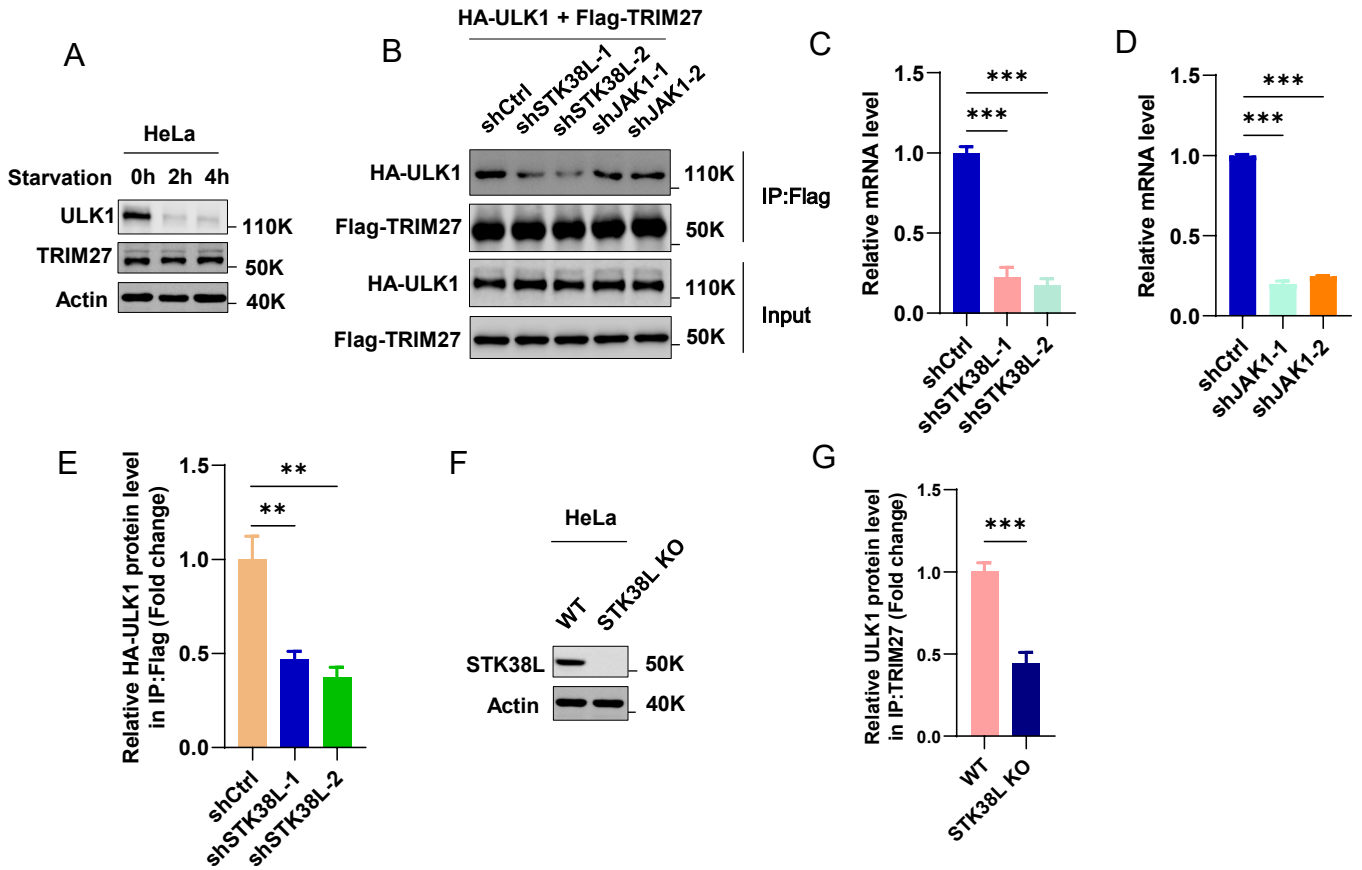 A
HeLa
Starvation 0h 2h 4h
ULK1 110K
TRIM27 50K
Actin 40K
B
HA-ULK1 + Flag-TRIM27
shCtrl shSTK38L-1 shSTK38L-2 shJAK1-1 shJAK1-2
HA-ULK1 110K
Flag-TRIM27 50K
IP:Flag
HA-ULK1 110K
Flag-TRIM27 50K
Input
C
Relative mRNA level
1.5
1.0
0.5
0.0
***
***
shCtrl shSTK38L-1 shSTK38L-2
D
Relative mRNA level
1.5
1.0
0.5
0.0
***
***
shCtrl shJAK1-1 shJAK1-2
E
Relative HA-ULK1 protein level
in IP:Flag (Fold change)
1.5
1.0
0.5
0.0
**
**
shCtrl shSTK38L-1 shSTK38L-2
F
HeLa
WT STK38L KO
STK38L 50K
Actin 40K
G
Relative ULK1 protein level
in IP:TRIM27 (Fold change)
1.5
1.0
0.5
0.0
***
WT STK38L KO